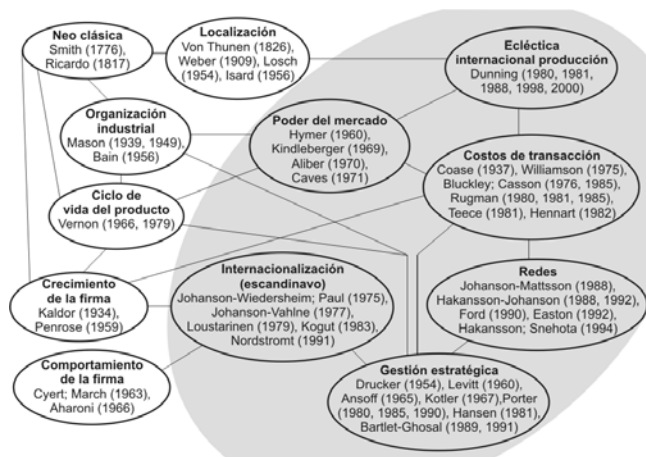 Neo clásica
Smith (1776),
Ricardo (1817)
Localización
Von Thunen (1826),
Weber (1909), Losch
(1954), Isard (1956)
Ecléctica
internacional producción
Dunning (1980, 1981,
1988, 1998, 2000)
Organización
industrial
Mason (1939, 1949),
Bain (1956)
Poder del mercado
Hymer (1960),
Kindleberger (1969),
Aliber (1970)
Caves (1971)
Costos de transacción
Coase (1937), Williamson (1975),
Bluckley; Casson (1976, 1985),
Rugman (1980, 1981, 1985),
Teece (1981), Hennart (1982)
Ciclo de
vida del producto
Vernon (1966, 1979)
Crecimiento
de la firma
Kaldor (1934),
Penrose (1959)
Internacionalización
(escandinavo)
Johanson-Wiedersheim; Paul (1975),
Johanson-Vahlne (1977),
Loustarinen (1979), Kogut (1983),
Nordstromt (1991)
Redes
Johanson-Mattsson (1988),
Hakansson-Johanson (1988, 1992),
Ford (1990), Easton (1992),
Hakansson; Snehota (1994)
Comportamiento
de la firma
Cyert; March (1963),
Aharoni (1966)
Gestión estratégica
Drucker (1954), Levitt (1960),
Ansoff (1965), Kotler (1967),Porter
(1980, 1985, 1990), Hansen (1981),
Bartlet-Ghosal (1989, 1991)